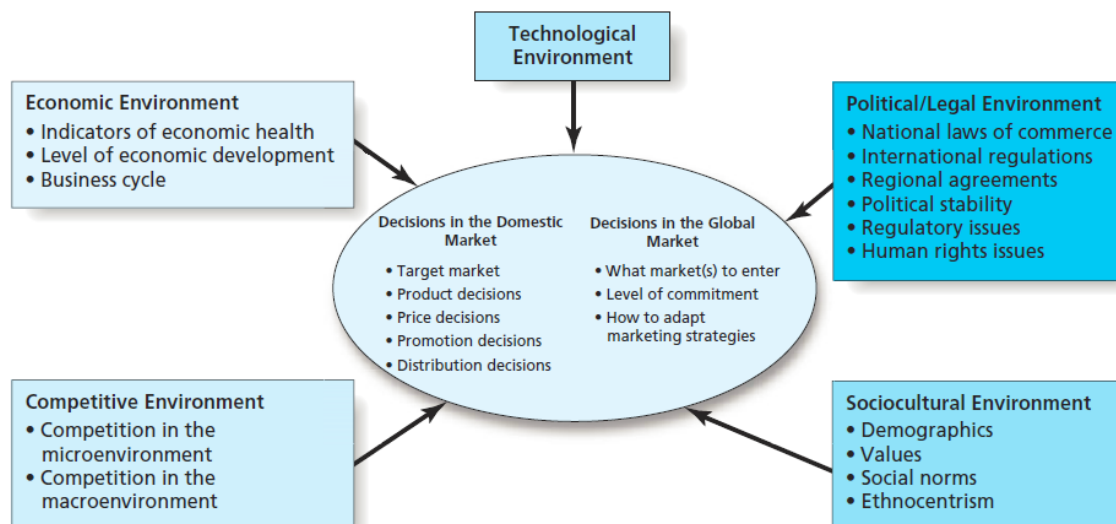 Technological
Environment
Economic Environment
• Indicators of economic health
• Level of economic development
• Business cycle
Political/Legal Environment
• National laws of commerce
• International regulations
• Regional agreements
• Political stability
• Regulatory issues
• Human rights issues
Decisions in the Domestic
Market
• Target market
• Product decisions
• Price decisions
• Promotion decisions
• Distribution decisions
Decisions in the Global
Market
• What market(s) to enter
• Level of commitment
• How to adapt
marketing strategies
Competitive Environment
• Competition in the
microenvironment
• Competition in the
macroenvironment
Sociocultural Environment
• Demographics
• Values
• Social norms
• Ethnocentrism